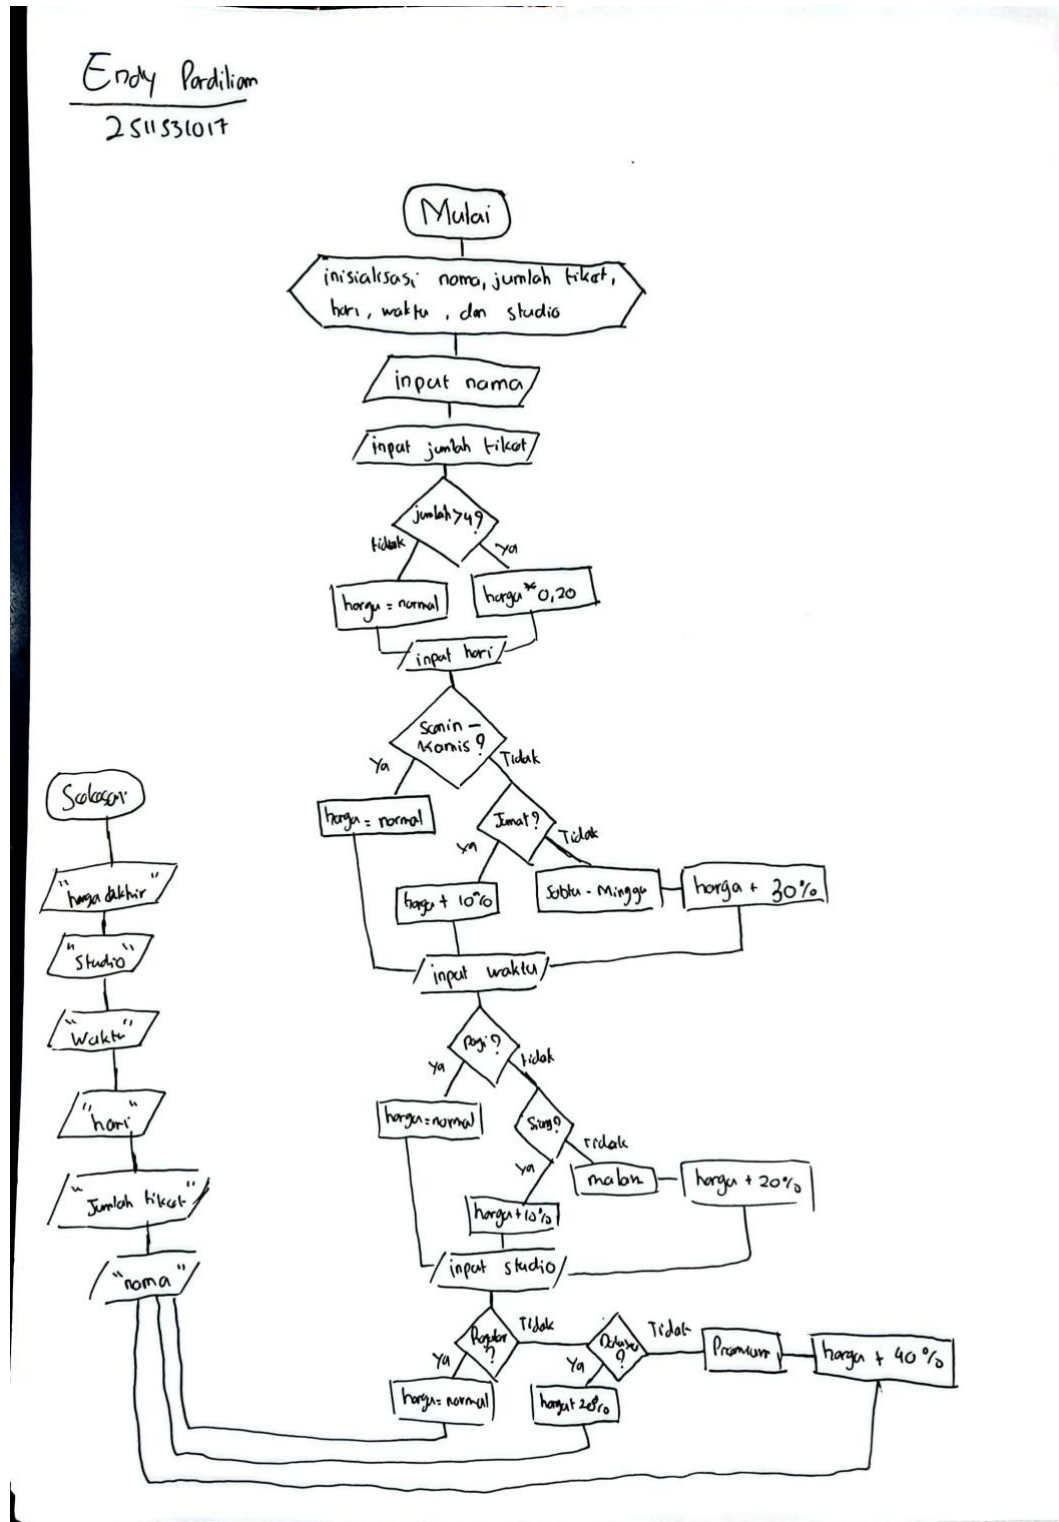 Endy Pardiliam
2511531017
Mulai
inisialisasi nama, jumlah tiket,
hari, waktu, dan studio
input nama
input jumlah tiket
jumlah>4?
tidak
ya
harga = normal
harga * 0,20
input hari
Senin -
Kamis?
Ya
Tidak
harga = normal
Jumat?
ya
Tidak
harga + 10%
Sabtu - Minggu
harga + 30%
input waktu
pagi?
Ya
tidak
harga = normal
Siang?
Ya
Tidak
harga + 10%
malam
harga + 20%
input studio
Regular
?
Tidak
Ya
harga = normal
Deluxe
?
Tidak
Ya
harga + 20%
Premium
harga + 40%
"nama"
"Jumlah tiket"
"hari"
"Waktu"
"Studio"
"harga dakhir"
Selesai